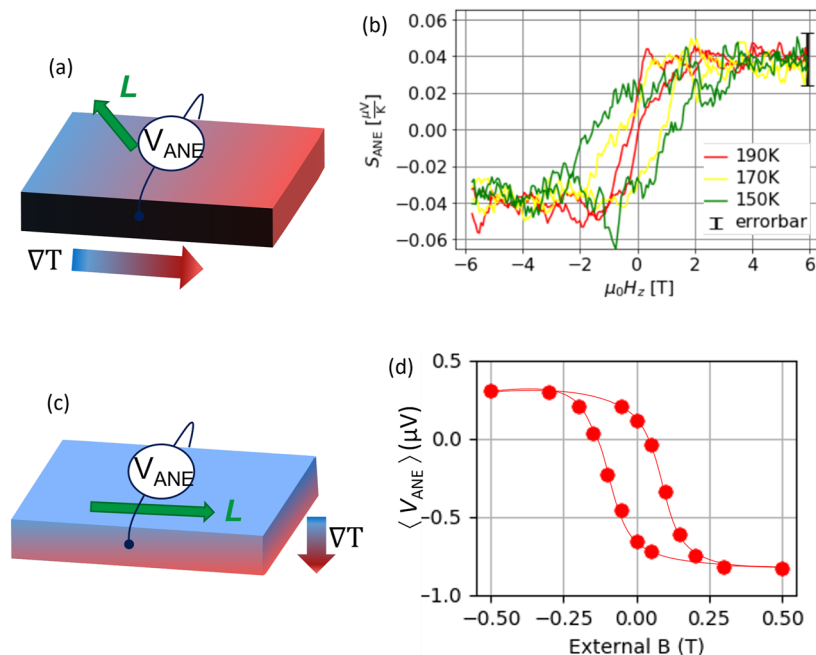 (a)
L
V_ANE
∇T
(b)
S_ANE [μV/K]
0.06
0.04
0.02
0.00
−0.02
−0.04
−0.06
190K
170K
150K
errorbar
−6 −4 −2 0 2 4 6
μ₀H_z [T]
(c)
V_ANE
L
∇T
(d)
⟨ V_ANE ⟩ (μV)
0.5
0.0
−0.5
−1.0
−0.50 −0.25 0.00 0.25 0.50
External B (T)